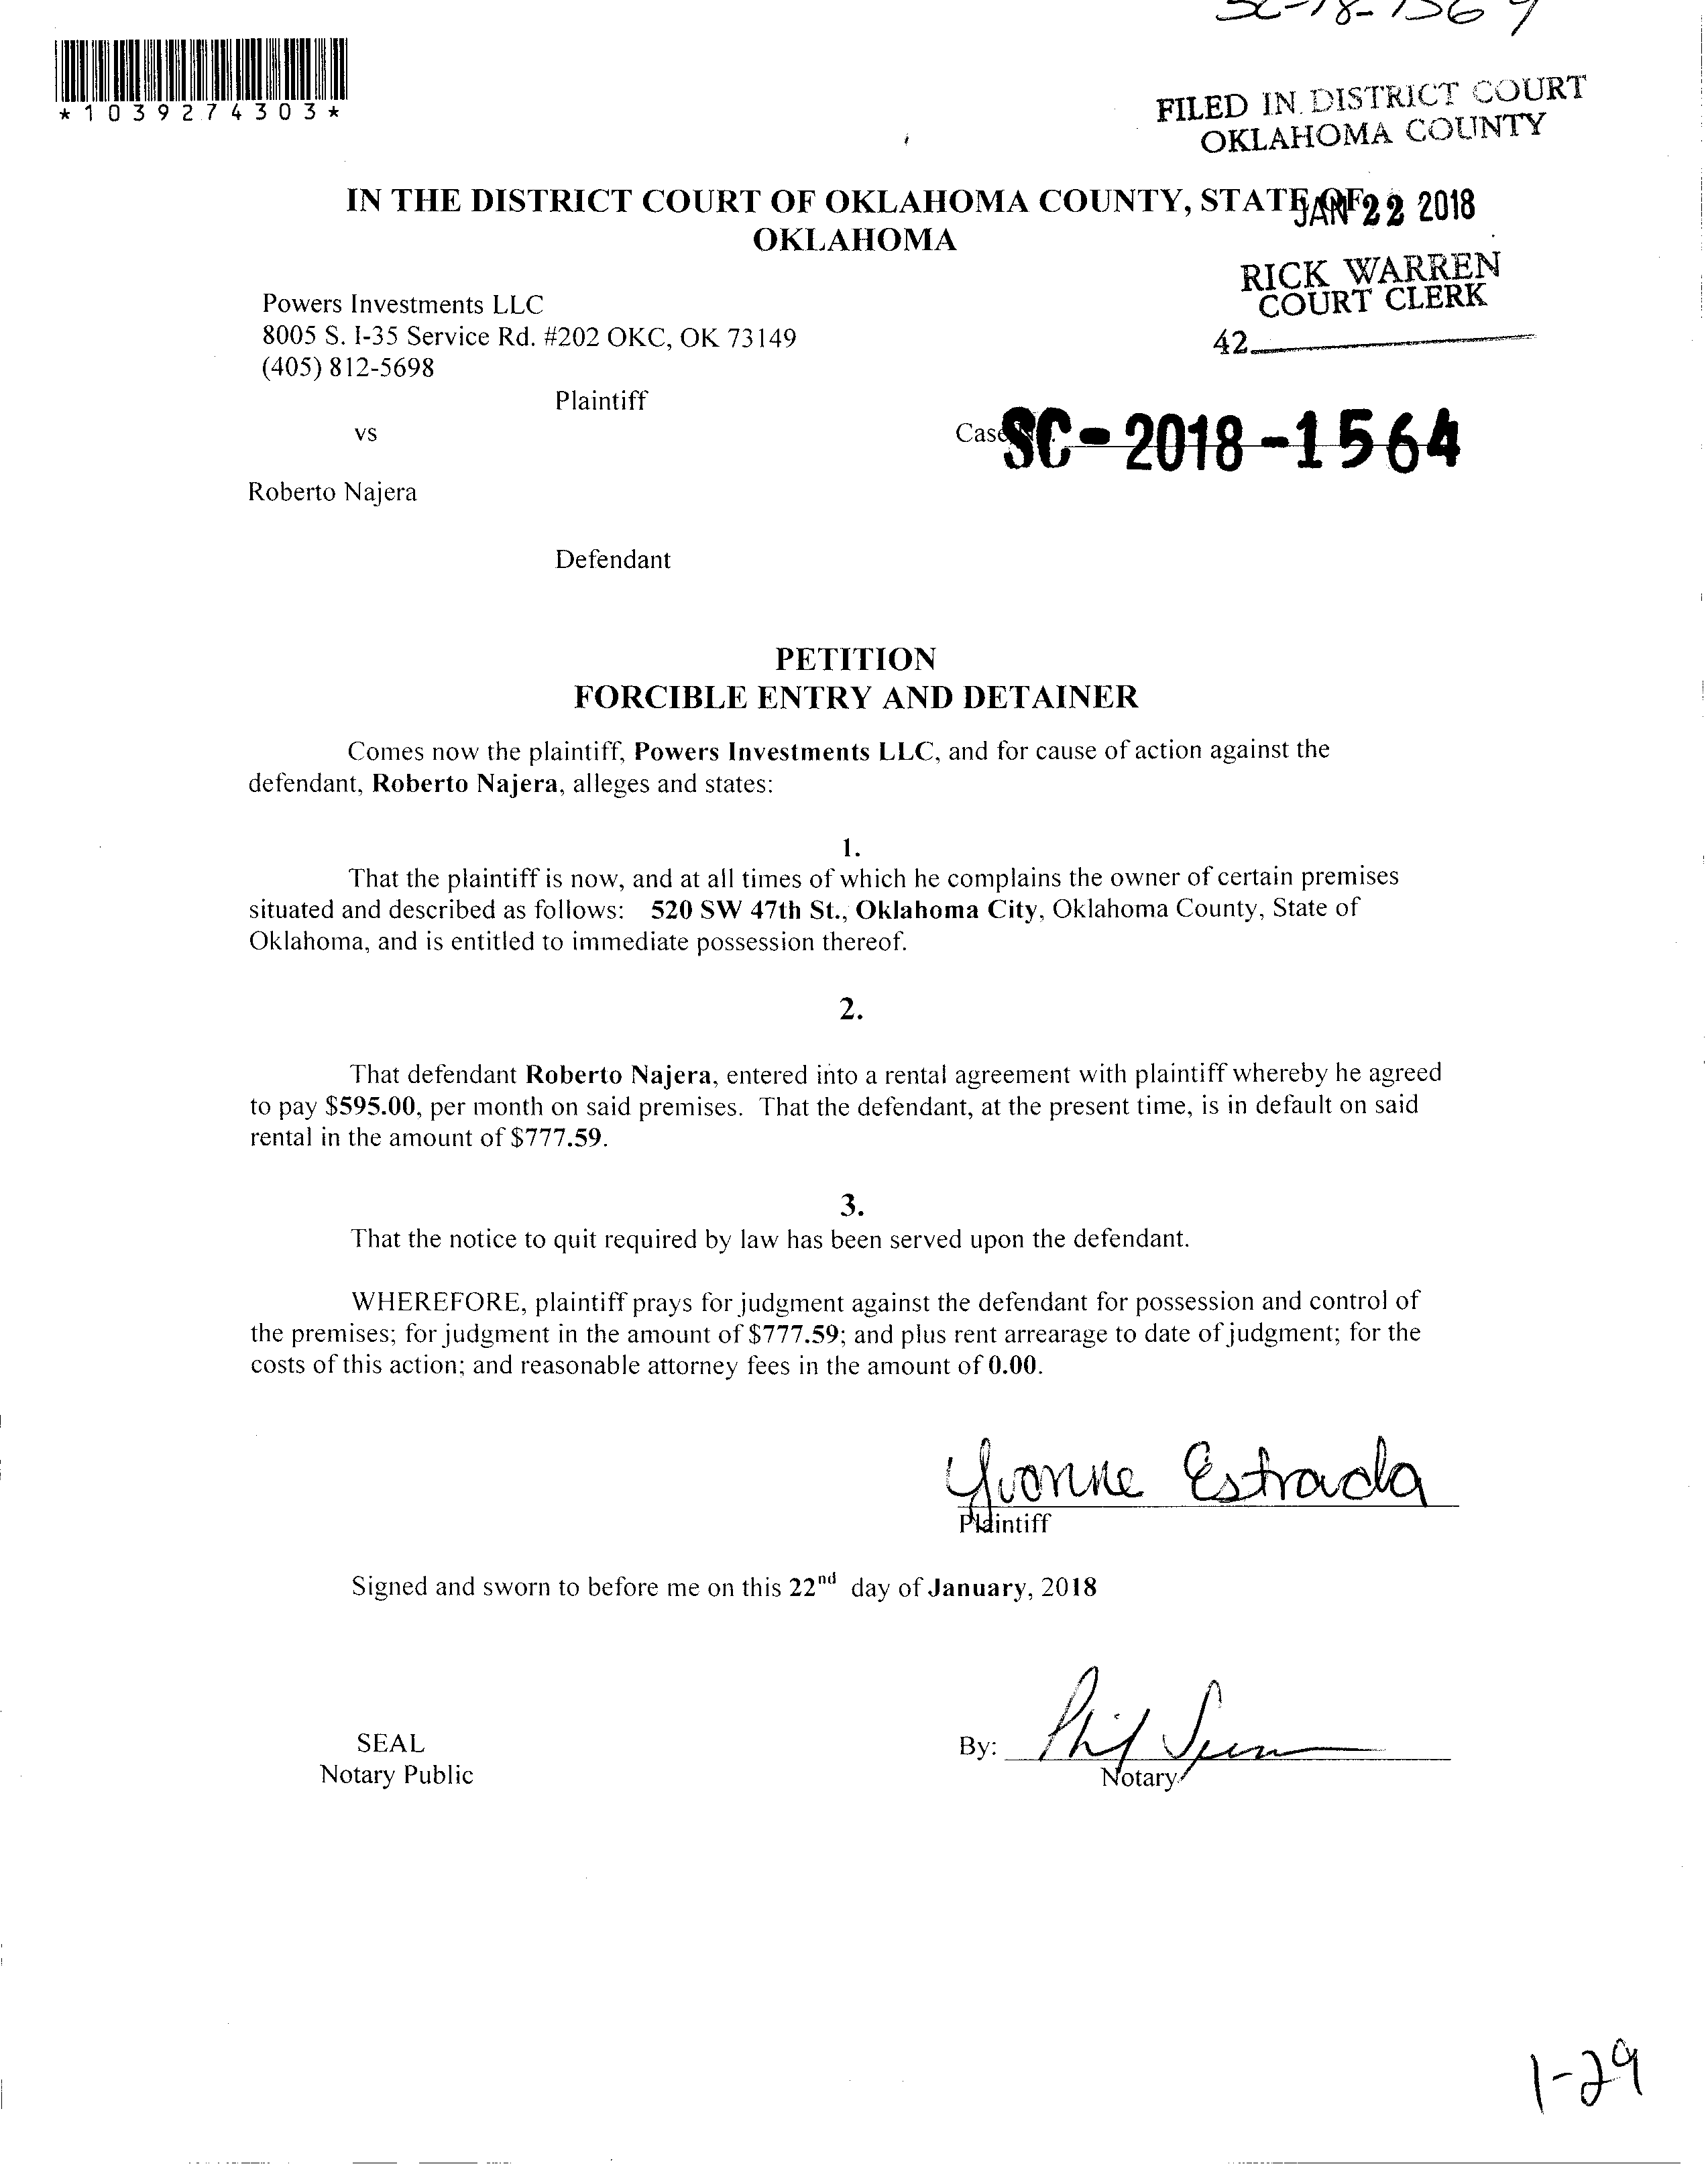 SC-18-1564
*1039274303*
FILED IN DISTRICT COURT
OKLAHOMA COUNTY
IN THE DISTRICT COURT OF OKLAHOMA COUNTY, STATE OF
JAN 22 2018
OKLAHOMA
RICK WARREN
COURT CLERK
42
Powers Investments LLC
8005 S. I-35 Service Rd. #202 OKC, OK 73149
(405) 812-5698
Plaintiff
vs
Case No.
SC-2018-1564
Roberto Najera
Defendant
PETITION
FORCIBLE ENTRY AND DETAINER
Comes now the plaintiff, Powers Investments LLC, and for cause of action against the
defendant, Roberto Najera, alleges and states:
1.
That the plaintiff is now, and at all times of which he complains the owner of certain premises
situated and described as follows: 520 SW 47th St., Oklahoma City, Oklahoma County, State of
Oklahoma, and is entitled to immediate possession thereof.
2.
That defendant Roberto Najera, entered into a rental agreement with plaintiff whereby he agreed
to pay $595.00, per month on said premises. That the defendant, at the present time, is in default on said
rental in the amount of $777.59.
3.
That the notice to quit required by law has been served upon the defendant.
WHEREFORE, plaintiff prays for judgment against the defendant for possession and control of
the premises; for judgment in the amount of $777.59; and plus rent arrearage to date of judgment; for the
costs of this action; and reasonable attorney fees in the amount of 0.00.
Yvonne Estrada
Plaintiff
Signed and sworn to before me on this 22nd day of January, 2018
SEAL
Notary Public
By:
Notary
1-29